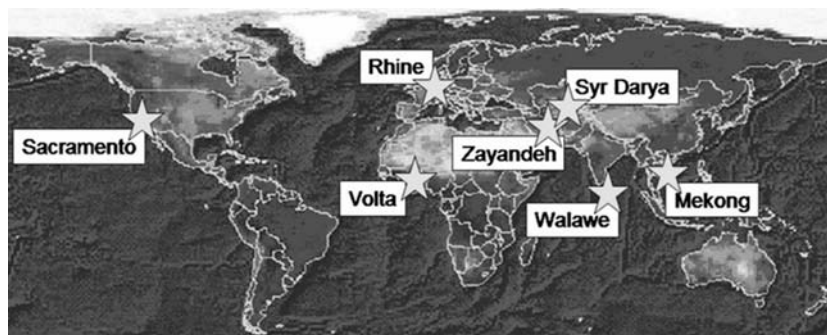 Rhine
Syr Darya
Sacramento
Zayandeh
Volta
Walawe
Mekong